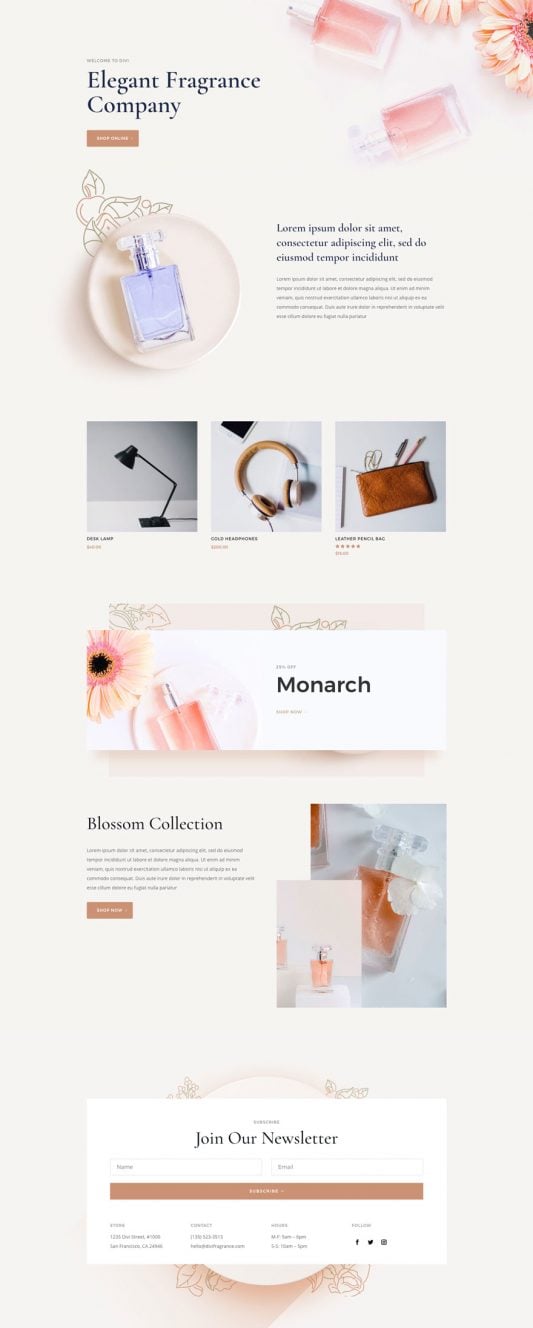 WELCOME TO DIVI
Elegant Fragrance
Company
SHOP ONLINE
Lorem ipsum dolor sit amet,
consectetur adipiscing elit, sed do
eiusmod tempor incididunt
Lorem ipsum dolor sit amet, consectetur adipiscing elit, sed do eiusmod
tempor incididunt ut labore et dolore magna aliqua. Ut enim ad minim
veniam, quis nostrud exercitation ullamco laboris nisi ut aliquip ex ea
commodo consequat. Duis aute irure dolor in reprehenderit in voluptate velit
esse cillum dolore eu fugiat nulla pariatur
DESK LAMP
$40.00
GOLD HEADPHONES
$200.00
LEATHER PENCIL BAG
★★★★★
$15.00
25% OFF
Monarch
SHOP NOW
Blossom Collection
Lorem ipsum dolor sit amet, consectetur adipiscing elit, sed do eiusmod
tempor incididunt ut labore et dolore magna aliqua. Ut enim ad minim
veniam, quis nostrud exercitation ullamco laboris nisi ut aliquip ex ea
commodo consequat. Duis aute irure dolor in reprehenderit in voluptate velit
esse cillum dolore eu fugiat nulla pariatur
SHOP NOW
SUBSCRIBE
Join Our Newsletter
Name
Email
SUBSCRIBE
STORE
1235 Divi Street, #1000
San Francisco, CA 24946
CONTACT
(135) 523-3515
hello@divifragrance.com
HOURS
M-F: 9am – 6pm
S-S: 10am – 5pm
FOLLOW